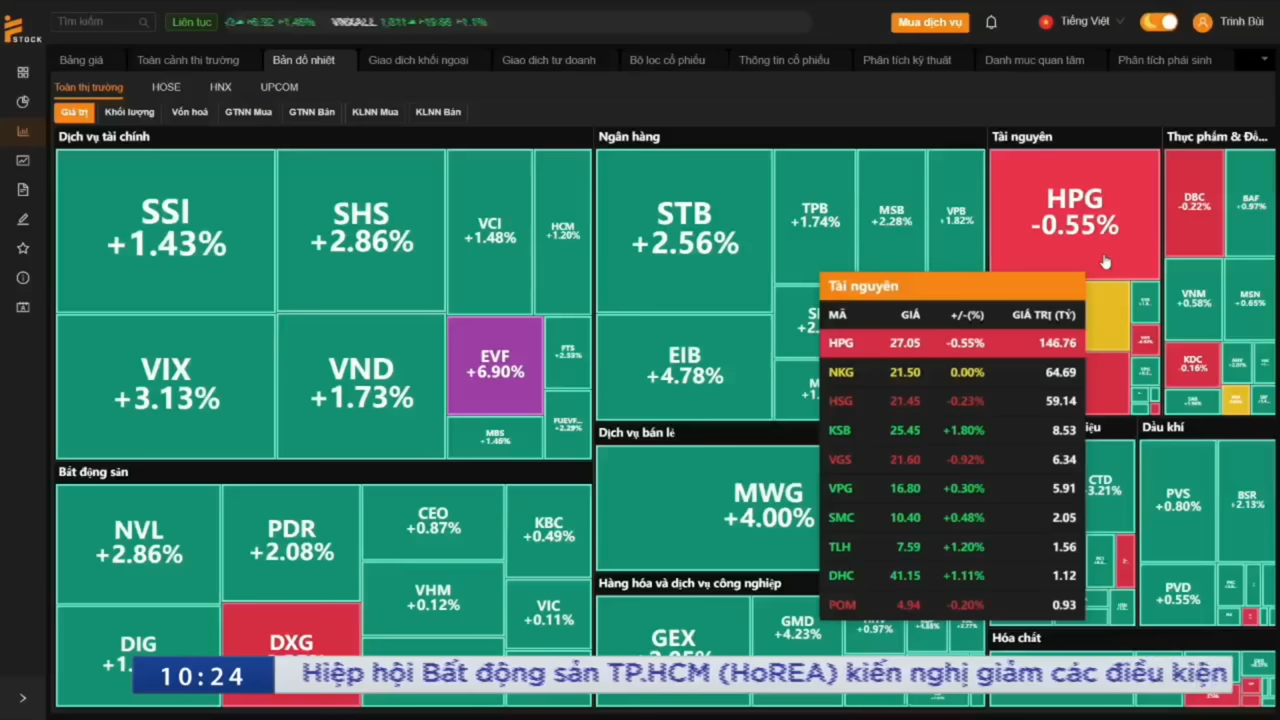 STOCK
Tìm kiếm
Liên tục
Mua dịch vụ
Tiếng Việt
Trinh Bùi
Bảng giá
Toàn cảnh thị trường
Bản đồ nhiệt
Giao dịch khối ngoại
Giao dịch tự doanh
Bộ lọc cổ phiếu
Thông tin cổ phiếu
Phân tích kỹ thuật
Danh mục quan tâm
Phân tích phái sinh
Toàn thị trường
HOSE
HNX
UPCOM
Giá trị
Khối lượng
Vốn hoá
GTNN Mua
GTNN Bán
KLNN Mua
KLNN Bán
Dịch vụ tài chính
SSI
+1.43%
SHS
+2.86%
VCI
+1.48%
HCM
+1.20%
VIX
+3.13%
VND
+1.73%
EVF
+6.90%
FTS
+2.53%
MBS
+1.46%
FUEVF...
+2.29%
Ngân hàng
STB
+2.56%
TPB
+1.74%
MSB
+2.28%
VPB
+1.82%
EIB
+4.78%
Tài nguyên
HPG
-0.55%
Thực phẩm & Đồ...
DBC
-0.22%
BAF
+0.97%
VNM
+0.58%
MSN
+0.65%
KDC
-0.16%
Tài nguyên
MÃ GIÁ +/-(%) GIÁ TRỊ (TỶ)
HPG 27.05 -0.55% 146.76
NKG 21.50 0.00% 64.69
HSG 21.45 -0.23% 59.14
KSB 25.45 +1.80% 8.53
VGS 21.60 -0.92% 6.34
VPG 16.80 +0.30% 5.91
SMC 10.40 +0.48% 2.05
TLH 7.59 +1.20% 1.56
DHC 41.15 +1.11% 1.12
POM 4.94 -0.20% 0.93
Bất động sản
NVL
+2.86%
PDR
+2.08%
CEO
+0.87%
KBC
+0.49%
VHM
+0.12%
VIC
+0.11%
DIG
DXG
Dịch vụ bán lẻ
MWG
+4.00%
Hàng hóa và dịch vụ công nghiệp
GEX
GMD
+4.23%
+0.97%
CTD
+3.21%
Dầu khí
PVS
+0.80%
BSR
+2.13%
PVD
+0.55%
Hóa chất
10:24
Hiệp hội Bất động sản TP.HCM (HoREA) kiến nghị giảm các điều kiện